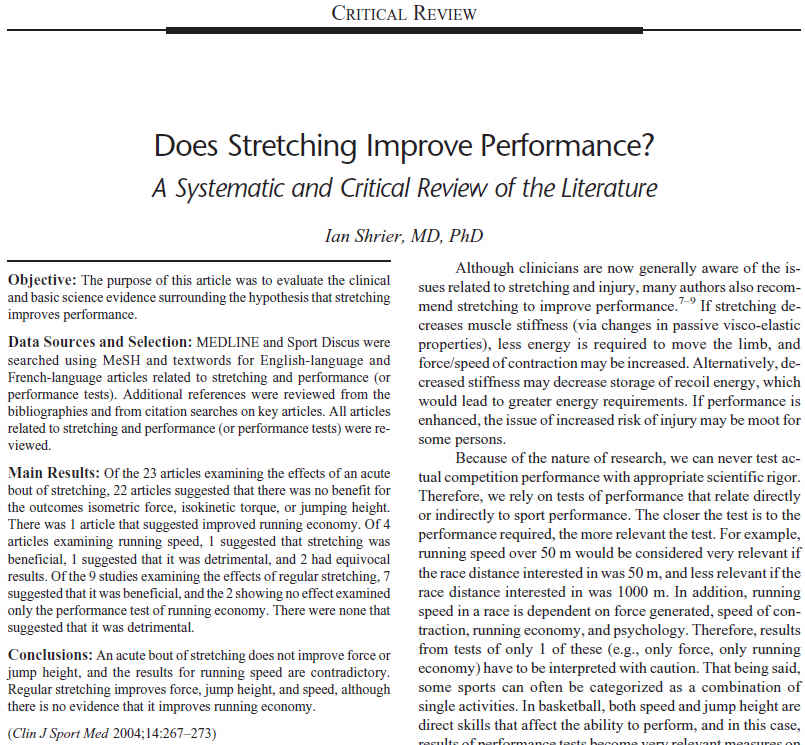 CRITICAL REVIEW
Does Stretching Improve Performance?
A Systematic and Critical Review of the Literature
Ian Shrier, MD, PhD
Objective: The purpose of this article was to evaluate the clinical
and basic science evidence surrounding the hypothesis that stretching
improves performance.
Data Sources and Selection: MEDLINE and Sport Discus were
searched using MeSH and textwords for English-language and
French-language articles related to stretching and performance (or
performance tests). Additional references were reviewed from the
bibliographies and from citation searches on key articles. All articles
related to stretching and performance (or performance tests) were re-
viewed.
Main Results: Of the 23 articles examining the effects of an acute
bout of stretching, 22 articles suggested that there was no benefit for
the outcomes isometric force, isokinetic torque, or jumping height.
There was 1 article that suggested improved running economy. Of 4
articles examining running speed, 1 suggested that stretching was
beneficial, 1 suggested that it was detrimental, and 2 had equivocal
results. Of the 9 studies examining the effects of regular stretching, 7
suggested that it was beneficial, and the 2 showing no effect examined
only the performance test of running economy. There were none that
suggested that it was detrimental.
Conclusions: An acute bout of stretching does not improve force or
jump height, and the results for running speed are contradictory.
Regular stretching improves force, jump height, and speed, although
there is no evidence that it improves running economy.
(Clin J Sport Med 2004;14:267–273)
Although clinicians are now generally aware of the is-
sues related to stretching and injury, many authors also recom-
mend stretching to improve performance.7–9 If stretching de-
creases muscle stiffness (via changes in passive visco-elastic
properties), less energy is required to move the limb, and
force/speed of contraction may be increased. Alternatively, de-
creased stiffness may decrease storage of recoil energy, which
would lead to greater energy requirements. If performance is
enhanced, the issue of increased risk of injury may be moot for
some persons.
Because of the nature of research, we can never test ac-
tual competition performance with appropriate scientific rigor.
Therefore, we rely on tests of performance that relate directly
or indirectly to sport performance. The closer the test is to the
performance required, the more relevant the test. For example,
running speed over 50 m would be considered very relevant if
the race distance interested in was 50 m, and less relevant if the
race distance interested in was 1000 m. In addition, running
speed in a race is dependent on force generated, speed of con-
traction, running economy, and psychology. Therefore, results
from tests of only 1 of these (e.g., only force, only running
economy) have to be interpreted with caution. That being said,
some sports can often be categorized as a combination of
single activities. In basketball, both speed and jump height are
direct skills that affect the ability to perform, and in this case,
results of performance tests become very relevant measures on